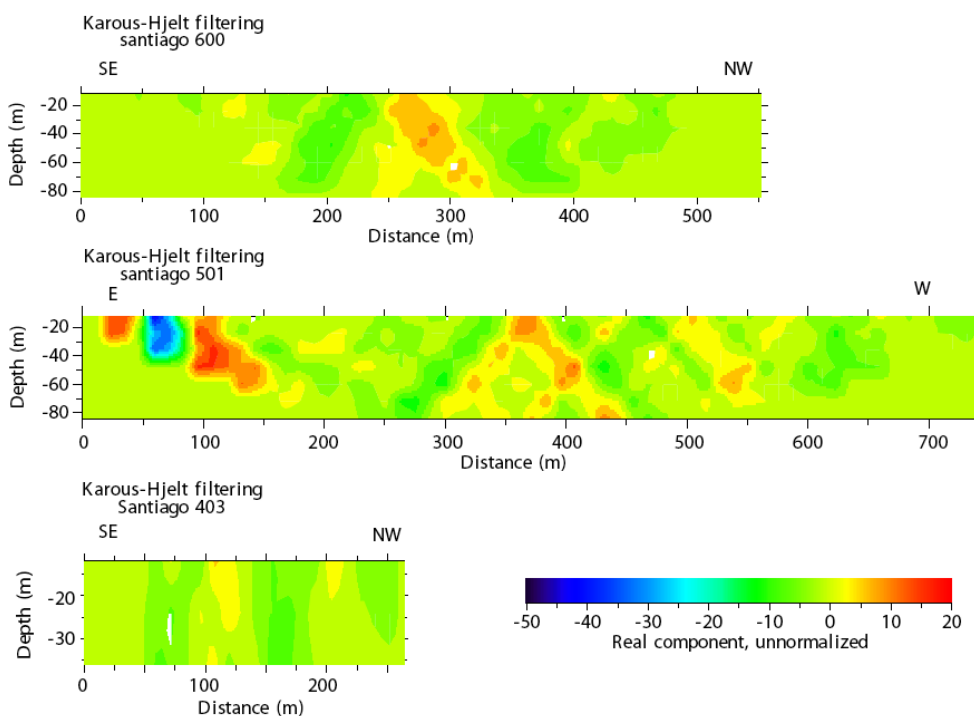 Karous-Hjelt filtering
santiago 600
SE NW
Depth (m)
-20
-40
-60
-80
0 100 200 300 400 500
Distance (m)
Karous-Hjelt filtering
santiago 501
E W
Depth (m)
-20
-40
-60
-80
0 100 200 300 400 500 600 700
Distance (m)
Karous-Hjelt filtering
Santiago 403
SE NW
Depth (m)
-20
-30
0 100 200
Distance (m)
-50 -40 -30 -20 -10 0 10 20
Real component, unnormalized